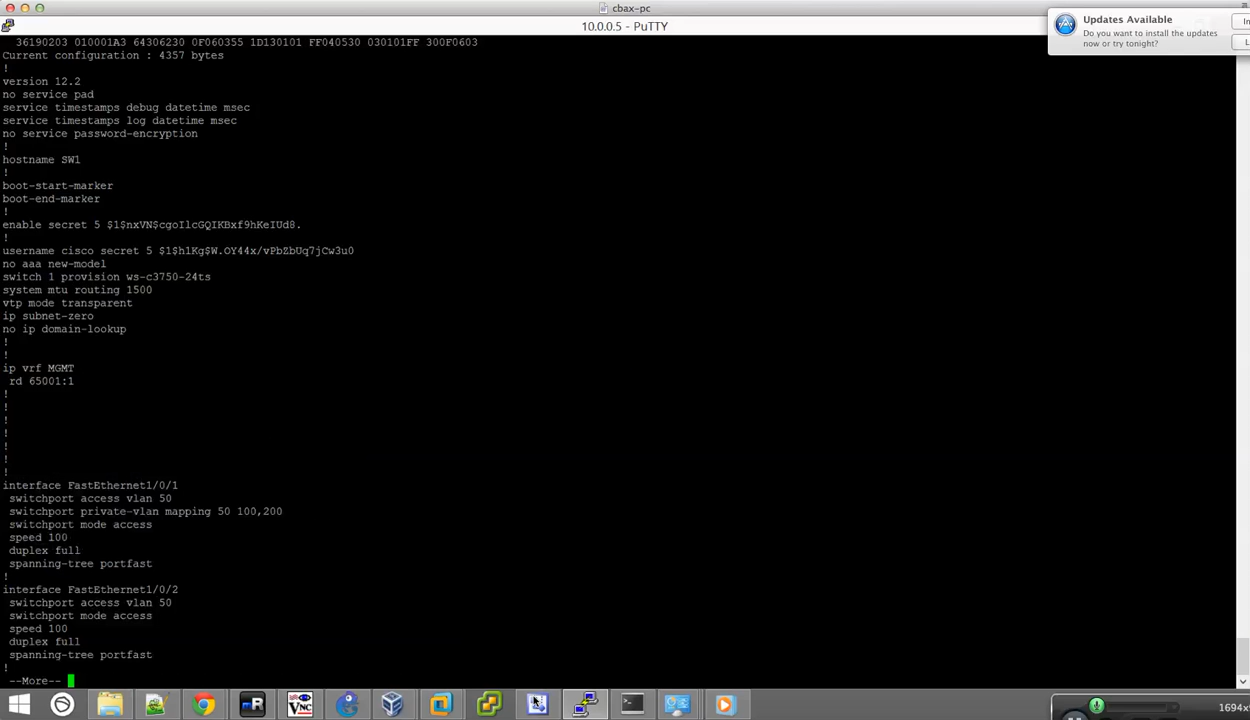 cbax-pc
10.0.0.5 - PuTTY
Updates Available
Do you want to install the updates
now or try tonight?
36190203 010001A3 64306230 0F060355 1D130101 FF040530 030101FF 300F0603
Current configuration : 4357 bytes
!
version 12.2
no service pad
service timestamps debug datetime msec
service timestamps log datetime msec
no service password-encryption
!
hostname SW1
!
boot-start-marker
boot-end-marker
!
enable secret 5 $1$nxVN$cgoIlcGQIKBxf9hKeIUd8.
!
username cisco secret 5 $1$h1Kg$W.OY44x/vPbZbUq7jCw3u0
no aaa new-model
switch 1 provision ws-c3750-24ts
system mtu routing 1500
vtp mode transparent
ip subnet-zero
no ip domain-lookup
!
!
ip vrf MGMT
rd 65001:1
!
!
!
!
!
!
!
interface FastEthernet1/0/1
switchport access vlan 50
switchport private-vlan mapping 50 100,200
switchport mode access
speed 100
duplex full
spanning-tree portfast
!
interface FastEthernet1/0/2
switchport access vlan 50
switchport mode access
speed 100
duplex full
spanning-tree portfast
!
--More--
mR
VNC